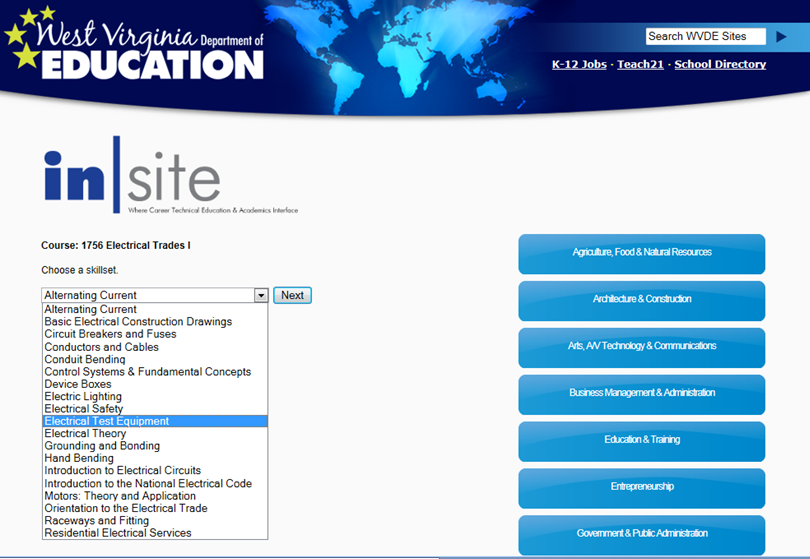 West Virginia Department of
EDUCATION
Search WVDE Sites
K-12 Jobs · Teach21 · School Directory
in|site
Where Career Technical Education & Academics Interface
Course: 1756 Electrical Trades I
Choose a skillset.
Alternating Current
Next
Alternating Current
Basic Electrical Construction Drawings
Circuit Breakers and Fuses
Conductors and Cables
Conduit Bending
Control Systems & Fundamental Concepts
Device Boxes
Electric Lighting
Electrical Safety
Electrical Test Equipment
Electrical Theory
Grounding and Bonding
Hand Bending
Introduction to Electrical Circuits
Introduction to the National Electrical Code
Motors: Theory and Application
Orientation to the Electrical Trade
Raceways and Fitting
Residential Electrical Services
Agriculture, Food & Natural Resources
Architecture & Construction
Arts, A/V Technology & Communications
Business Management & Administration
Education & Training
Entrepreneurship
Government & Public Administration